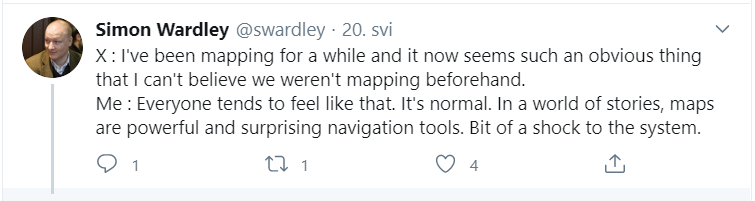 Simon Wardley @swardley · 20. svi
X : I've been mapping for a while and it now seems such an obvious thing
that I can't believe we weren't mapping beforehand.
Me : Everyone tends to feel like that. It's normal. In a world of stories, maps
are powerful and surprising navigation tools. Bit of a shock to the system.
1 1 4